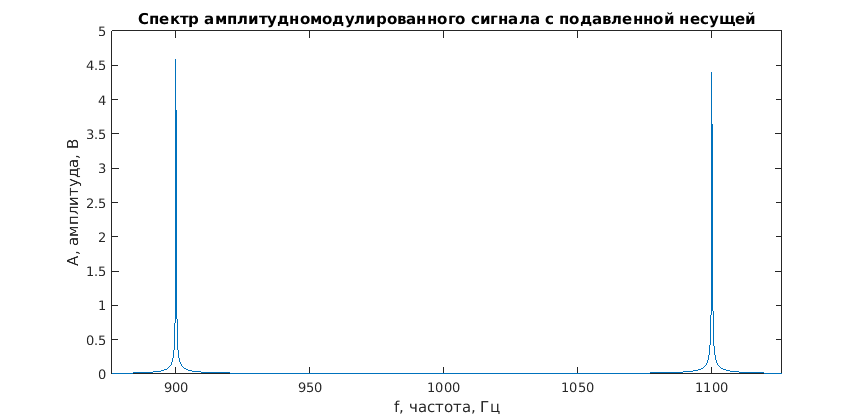 Спектр амплитудномодулированного сигнала с подавленной несущей
5
4.5
4
3.5
3
2.5
2
1.5
1
0.5
0
A, амплитуда, В
900 950 1000 1050 1100
f, частота, Гц